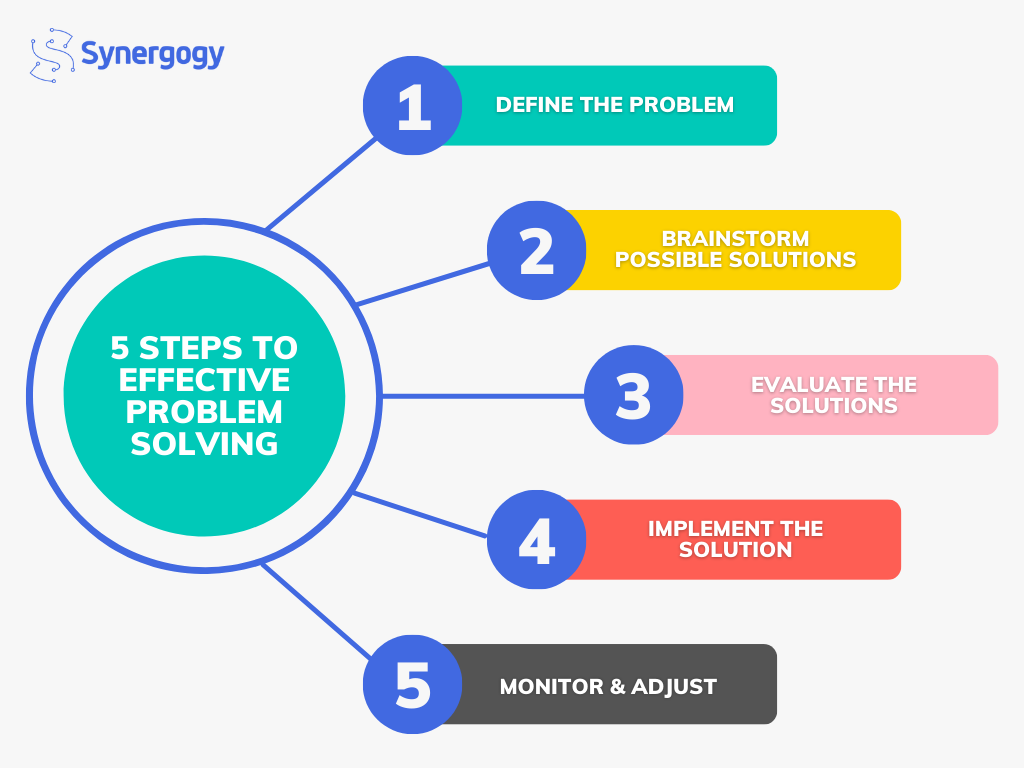 Synergogy
1
DEFINE THE PROBLEM
2
BRAINSTORM
POSSIBLE SOLUTIONS
5 STEPS TO
EFFECTIVE
PROBLEM
SOLVING
3
EVALUATE THE
SOLUTIONS
4
IMPLEMENT THE
SOLUTION
5
MONITOR & ADJUST